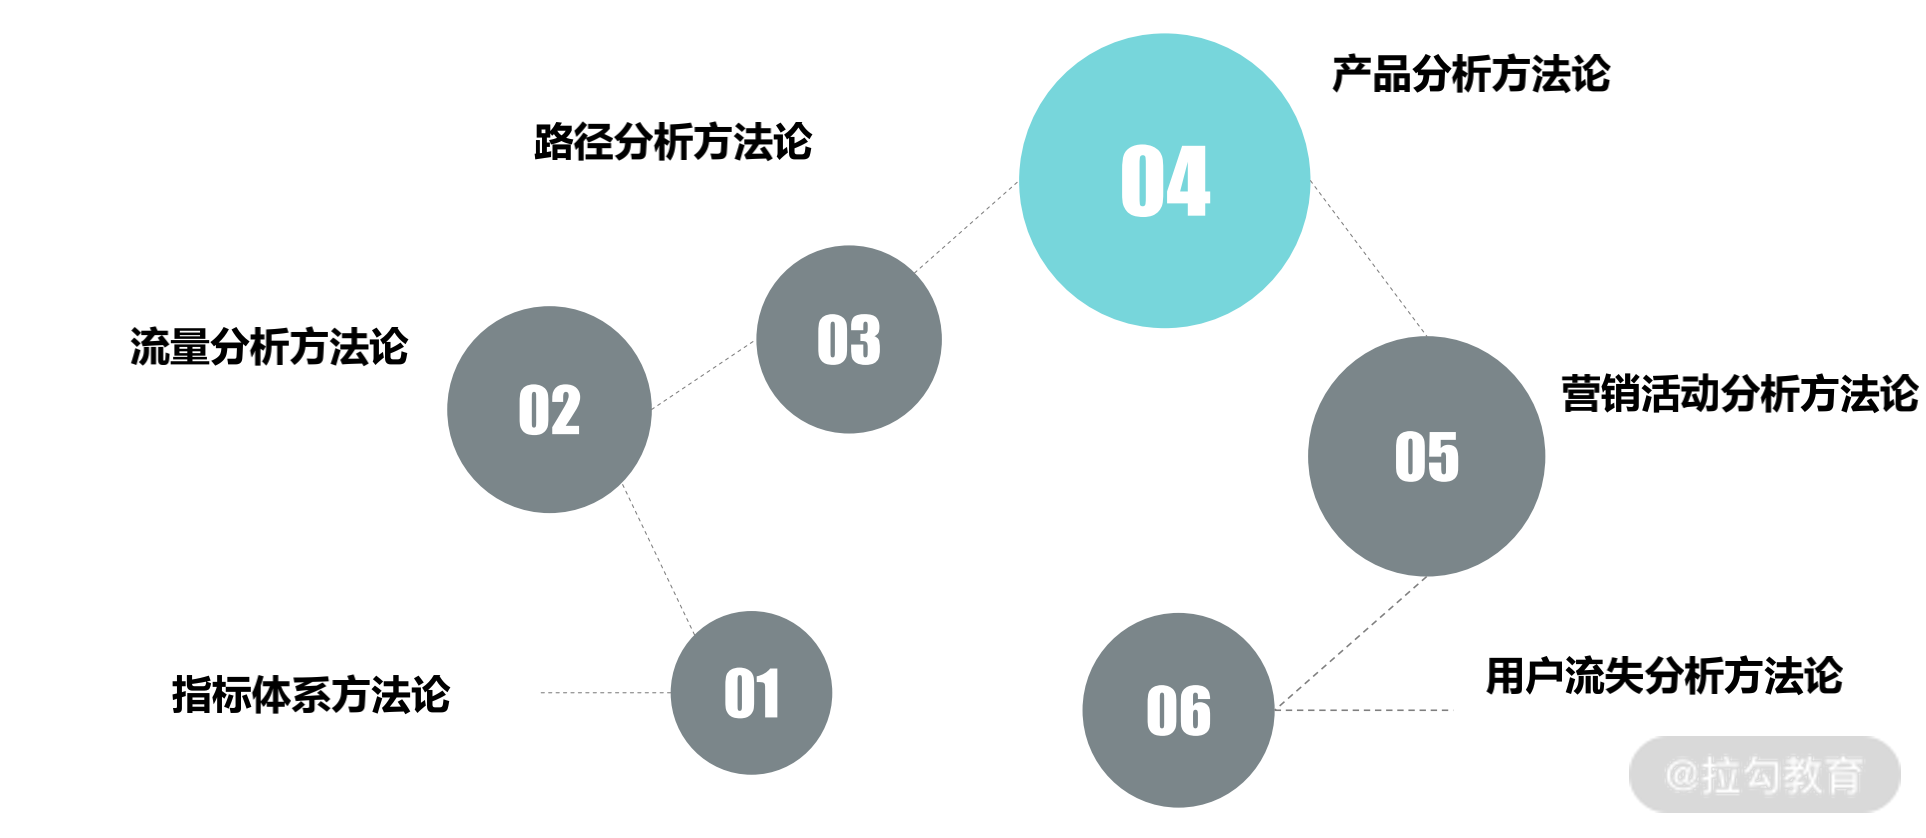 产品分析方法论
路径分析方法论
04
03
流量分析方法论
02
营销活动分析方法论
05
指标体系方法论
01
用户流失分析方法论
06
@拉勾教育